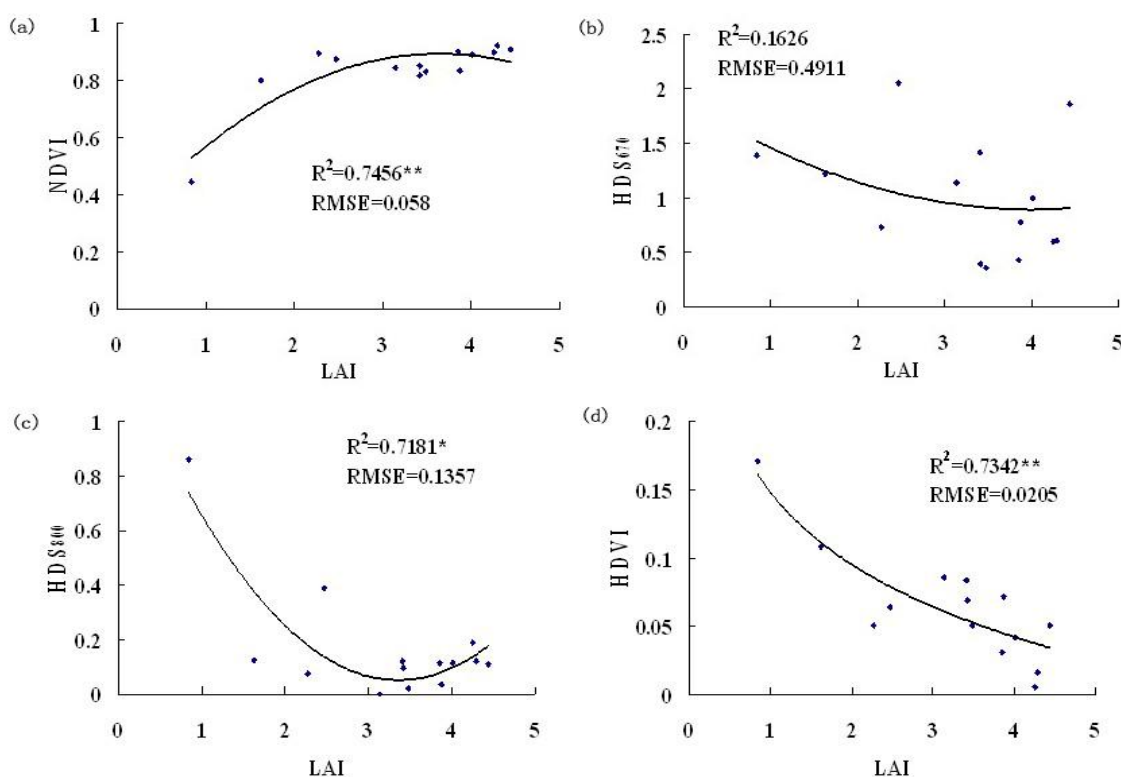 (a)
1
0.8
0.6
0.4
0.2
0
NDVI
R²=0.7456**
RMSE=0.058
0 1 2 3 4 5
LAI
(b)
2.5
2
1.5
1
0.5
0
HDS670
R²=0.1626
RMSE=0.4911
0 1 2 3 4 5
LAI
(c)
1
0.8
0.6
0.4
0.2
0
HDS800
R²=0.7181*
RMSE=0.1357
0 1 2 3 4 5
LAI
(d)
0.2
0.15
0.1
0.05
0
HDVI
R²=0.7342**
RMSE=0.0205
0 1 2 3 4 5
LAI